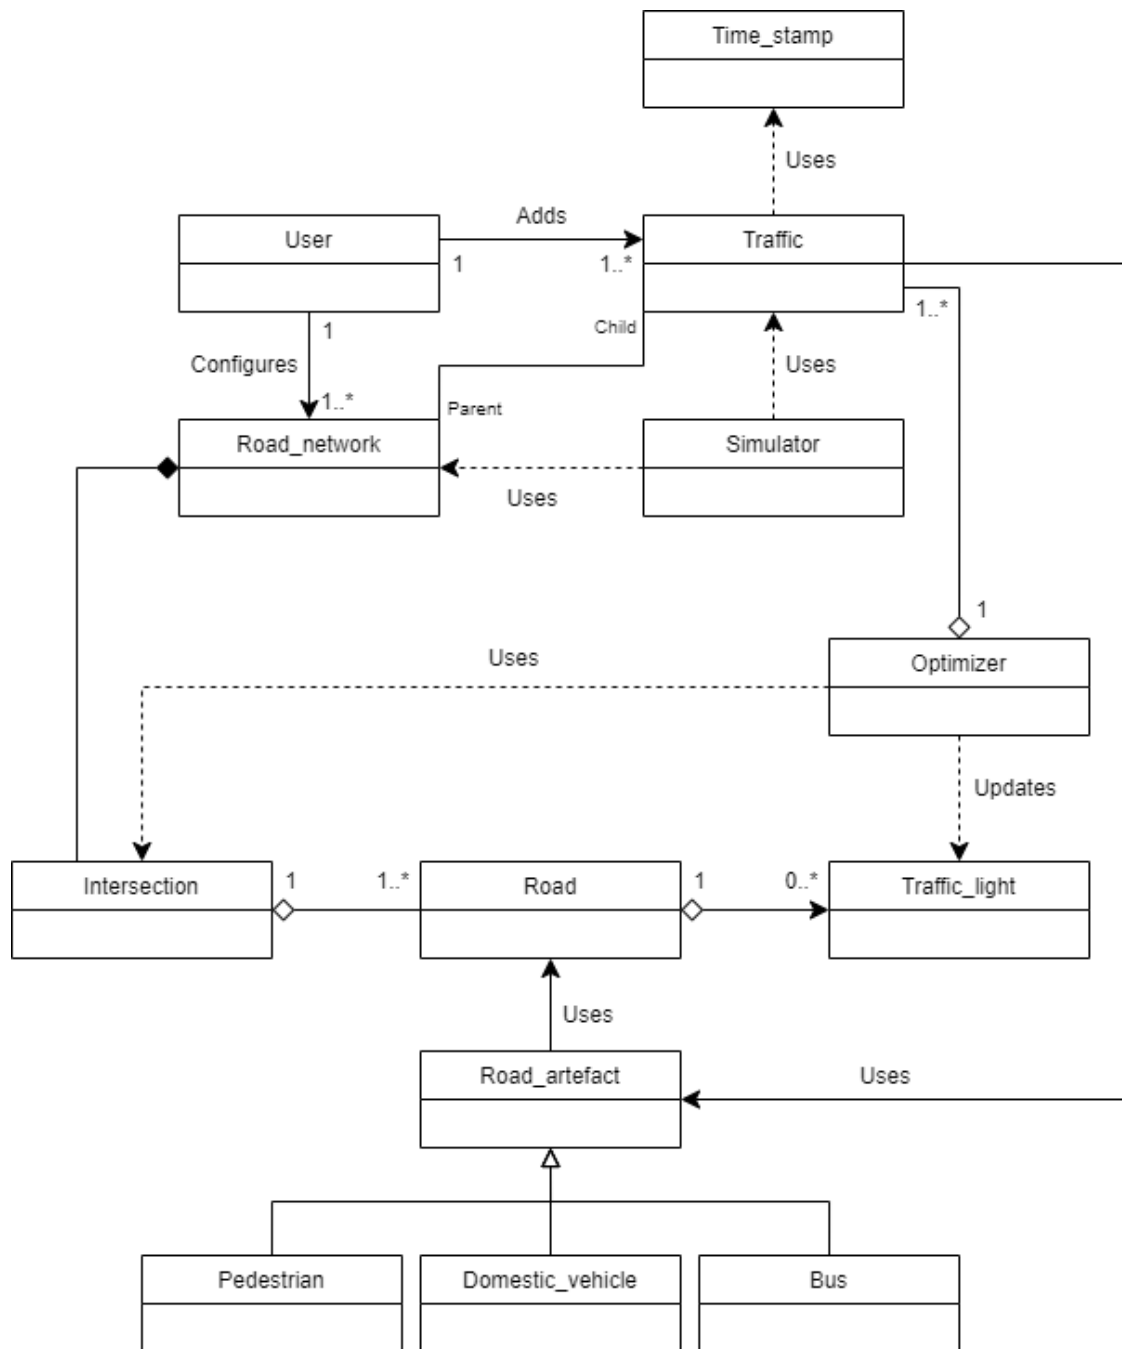 Time_stamp
Uses
Adds
User
Traffic
1
1..*
1..*
1
Child
Configures
Uses
1..*
Parent
Road_network
Simulator
Uses
1
Uses
Optimizer
Updates
Intersection
1
1..*
Road
1
0..*
Traffic_light
Uses
Road_artefact
Uses
Pedestrian
Domestic_vehicle
Bus